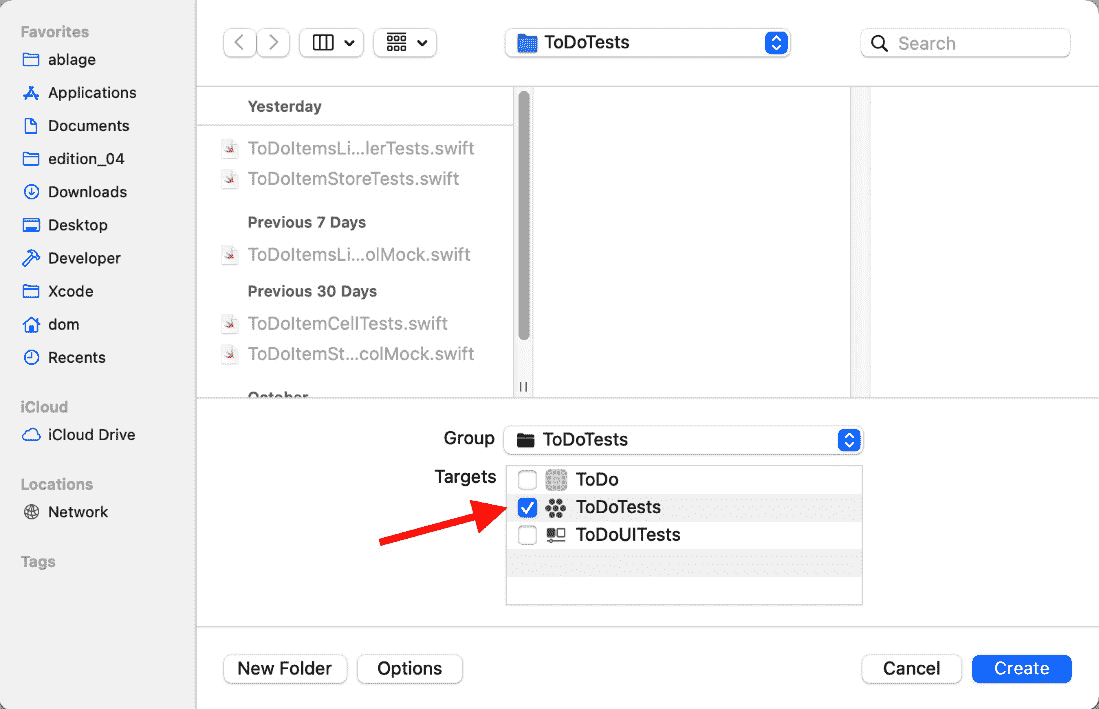 Favorites
ablage
Applications
Documents
edition_04
Downloads
Desktop
Developer
Xcode
dom
Recents
iCloud
iCloud Drive
Locations
Network
Tags
ToDoTests
Search
Yesterday
ToDoItemsLi...lerTests.swift
ToDoItemStoreTests.swift
Previous 7 Days
ToDoItemsLi...olMock.swift
Previous 30 Days
ToDoItemCellTests.swift
ToDoItemSt...colMock.swift
October
Group ToDoTests
Targets ToDo
ToDoTests
ToDoUITests
New Folder Options Cancel Create